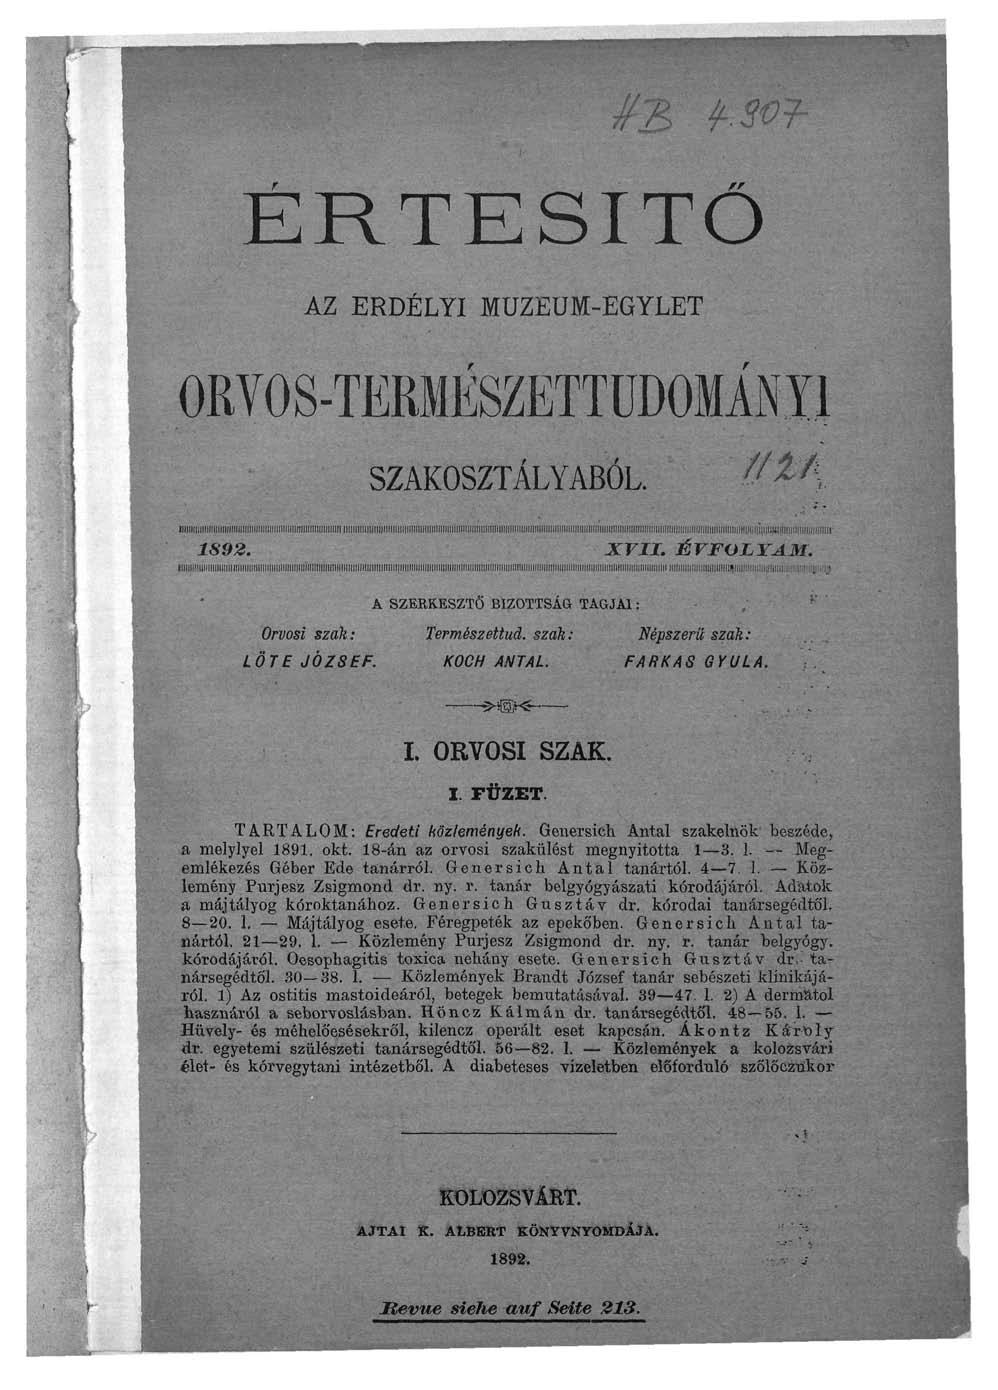 HB 4.907
ÉRTESITŐ
AZ ERDÉLYI MUZEUM-EGYLET
ORVOS-TERMÉSZETTUDOMÁNYI
SZAKOSZTÁLYABÓL.
1121
1892. XVII. ÉVFOLYAM.
A SZERKESZTŐ BIZOTTSÁG TAGJAI:
Orvosi szak: Természettud. szak: Népszerű szak:
LŐTE JÓZSEF. KOCH ANTAL. FARKAS GYULA.
I. ORVOSI SZAK.
I. FÜZET.
TARTALOM: Eredeti közlemények. Genersich Antal szakelnök beszéde,
a melylyel 1891. okt. 18-án az orvosi szakülést megnyitotta 1—3. l. — Meg-
emlékezés Géber Ede tanárról. Genersich Antal tanártól. 4—7. l. — Köz-
lemény Purjesz Zsigmond dr. ny. r. tanár belgyógyászati kórodájáról. Adatok
a májtályog kóroktanához. Genersich Gusztáv dr. kórodai tanársegédtől.
8—20. l. — Májtályog esete. Féregpeték az epekőben. Genersich Antal ta-
nártól. 21—29. l. — Közlemény Purjesz Zsigmond dr. ny. r. tanár belgyógy.
kórodájáról. Oesophagitis toxica nehány esete. Genersich Gusztáv dr. ta-
nársegédtől. 30—38. l. — Közlemények Brandt József tanár sebészeti klinikájá-
ról. 1) Az ostitis mastoideáról, betegek bemutatásával. 39—47. l. 2) A dermatol
hasznáról a seborvoslásban. Höncz Kálmán dr. tanársegédtől. 48—55. l. —
Hüvely- és méhelőesésekről, kilencz operált eset kapcsán. Ákontz Károly
dr. egyetemi szülészeti tanársegédtől. 56—82. l. — Közlemények a kolozsvári
élet- és kórvegytani intézetből. A diabeteses vizeletben előforduló szőlőczukor
KOLOZSVÁRT.
AJTAI K. ALBERT KÖNYVNYOMDÁJA.
1892.
Revue siehe auf Seite 213.